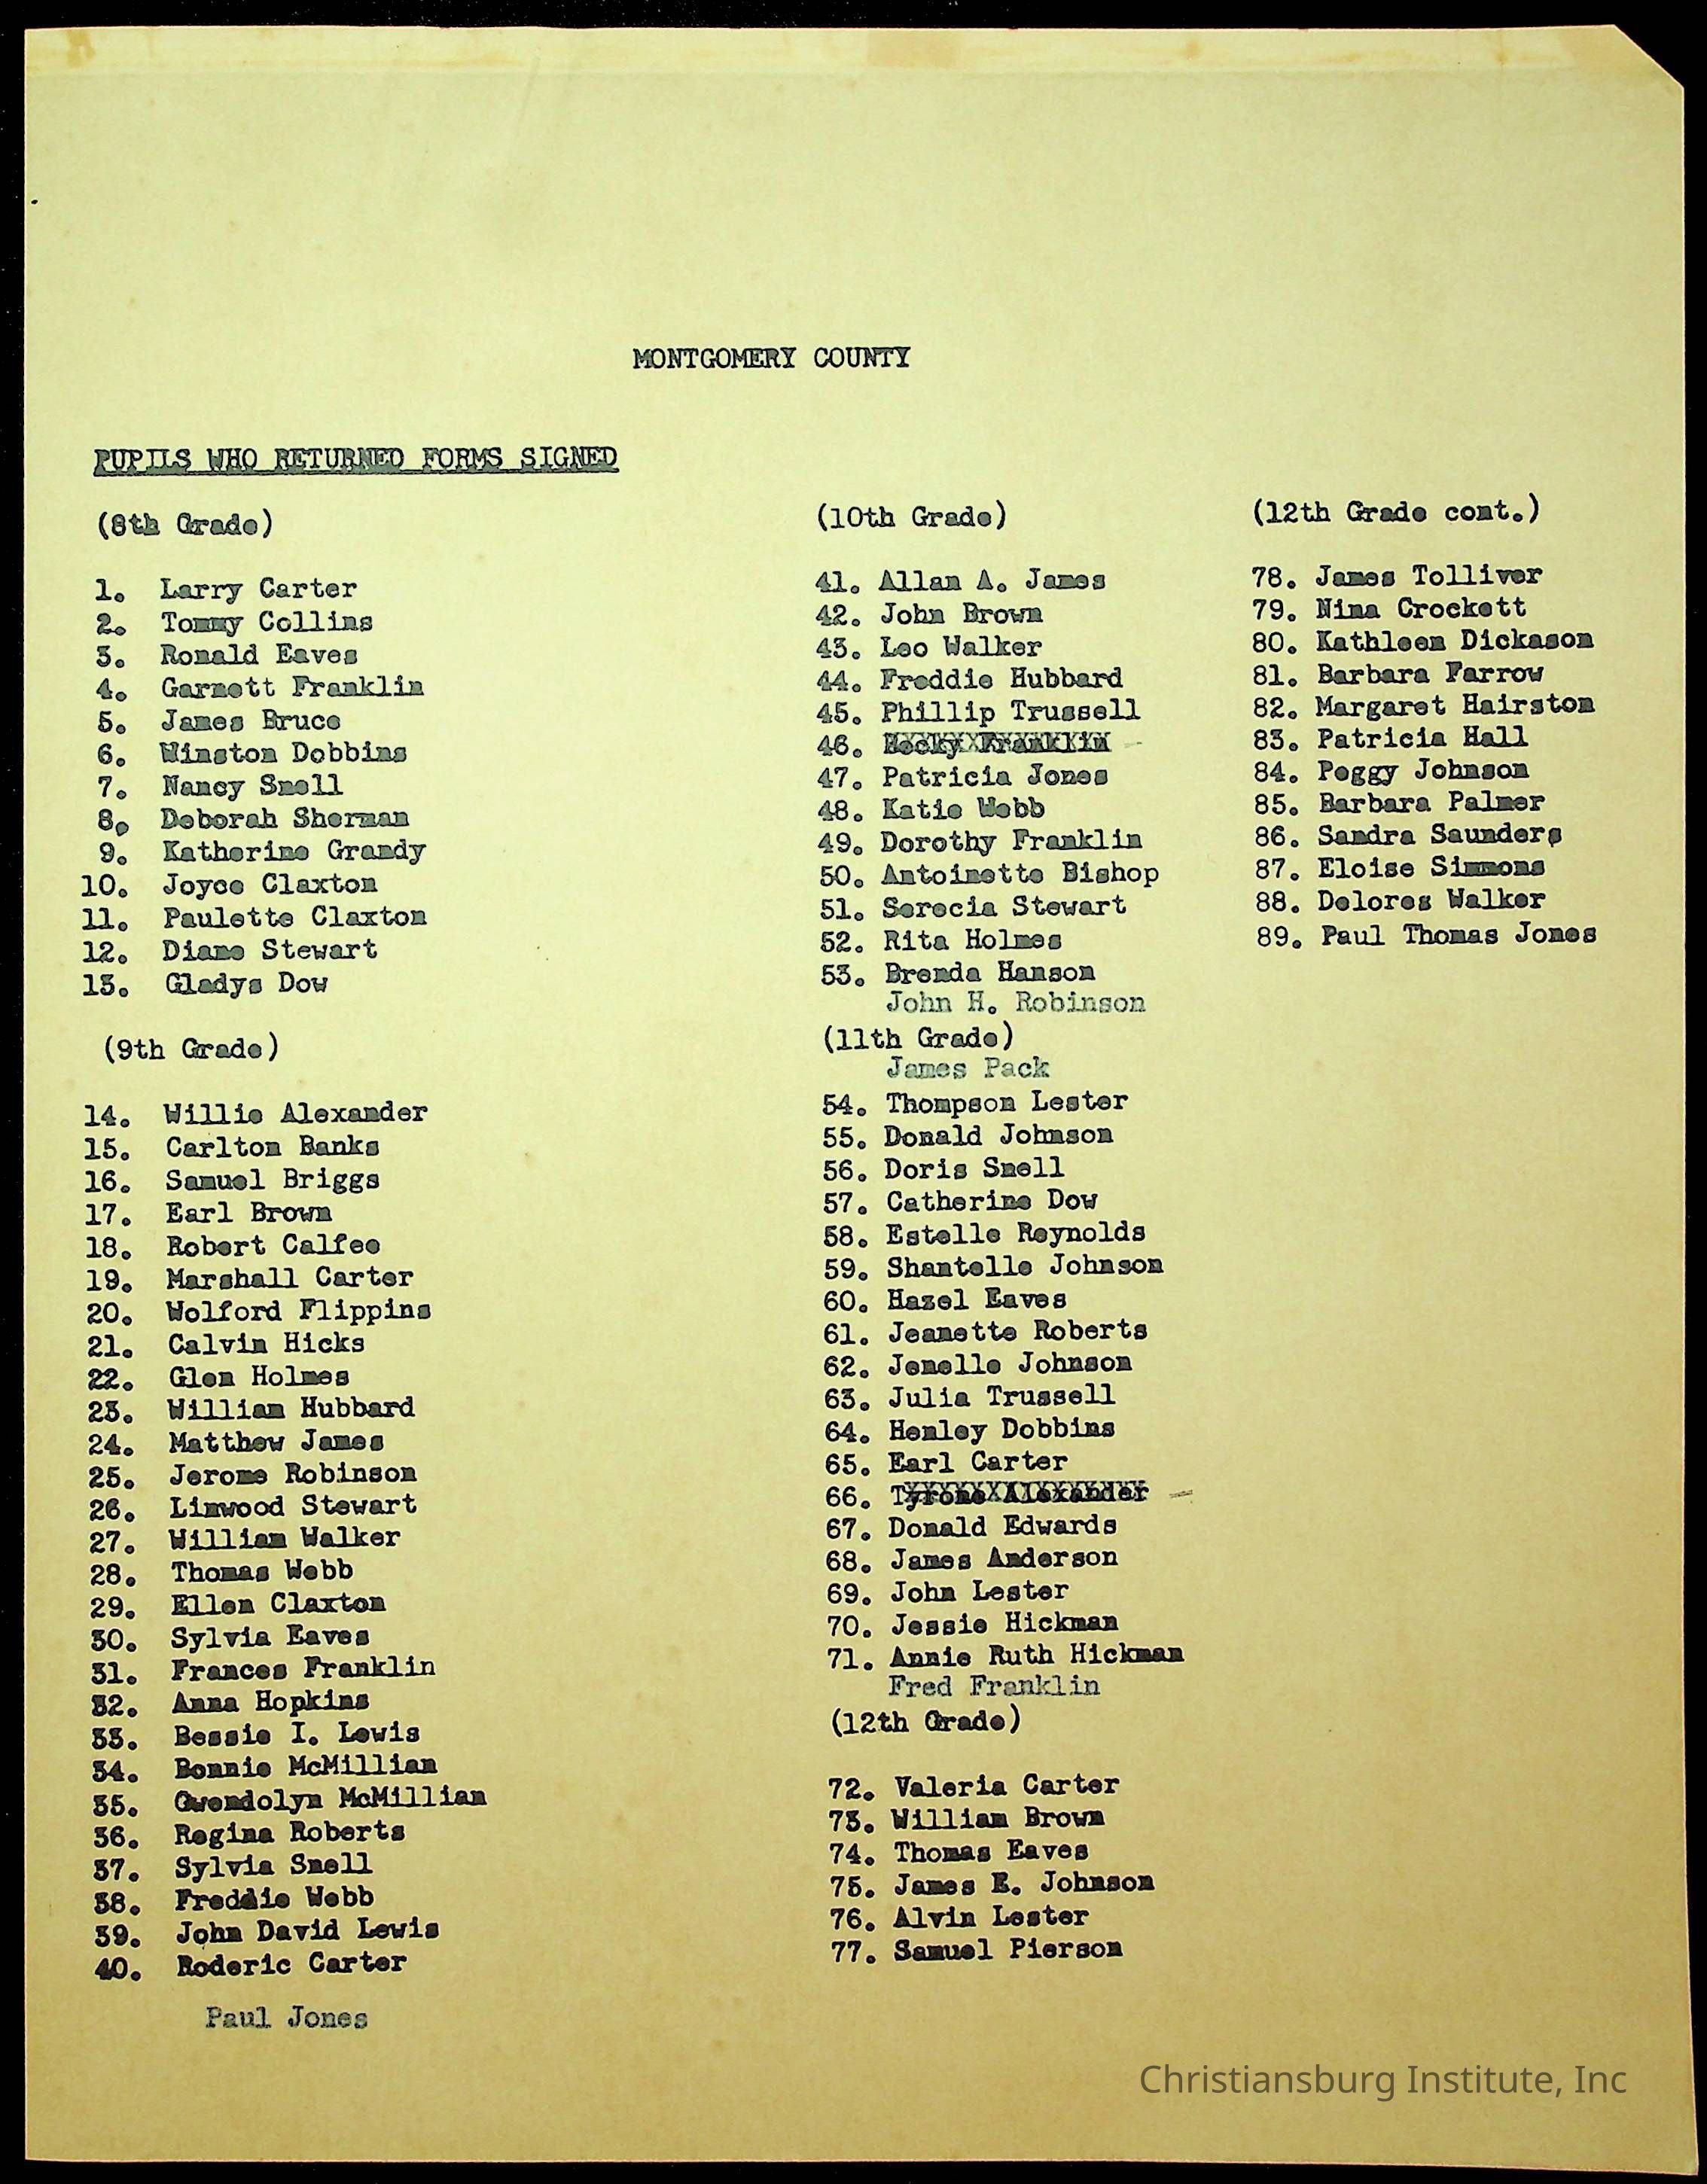 MONTGOMERY COUNTY
PUPILS WHO RETURNED FORMS SIGNED
(8th Grade)
1. Larry Carter
2. Tommy Collins
3. Ronald Eaves
4. Garnett Franklin
5. James Bruce
6. Winston Dobbins
7. Nancy Snell
8. Deborah Sherman
9. Katherine Grandy
10. Joyce Claxton
11. Paulette Claxton
12. Diane Stewart
13. Gladys Dow
(9th Grade)
14. Willie Alexander
15. Carlton Banks
16. Samuel Briggs
17. Earl Brown
18. Robert Calfee
19. Marshall Carter
20. Wolford Flippins
21. Calvin Hicks
22. Glen Holmes
23. William Hubbard
24. Matthew James
25. Jerome Robinson
26. Linwood Stewart
27. William Walker
28. Thomas Webb
29. Ellen Claxton
30. Sylvia Eaves
31. Frances Franklin
32. Anna Hopkins
33. Bessie I. Lewis
34. Bonnie McMillian
35. Gwendolyn McMillian
36. Regina Roberts
37. Sylvia Snell
38. Freddie Webb
39. John David Lewis
40. Roderic Carter
Paul Jones
(10th Grade)
41. Allan A. James
42. John Brown
43. Leo Walker
44. Freddie Hubbard
45. Phillip Trussell
46. Franklin
47. Patricia Jones
48. Katie Webb
49. Dorothy Franklin
50. Antoinette Bishop
51. Serecia Stewart
52. Rita Holmes
53. Brenda Hanson
John H. Robinson
(11th Grade)
James Pack
54. Thompson Lester
55. Donald Johnson
56. Doris Snell
57. Catherine Dow
58. Estelle Reynolds
59. Shantelle Johnson
60. Hazel Eaves
61. Jeanette Roberts
62. Jenelle Johnson
63. Julia Trussell
64. Henley Dobbins
65. Earl Carter
66. Tyrone Alexander
67. Donald Edwards
68. James Anderson
69. John Lester
70. Jessie Hickman
71. Annie Ruth Hickman
Fred Franklin
(12th Grade)
72. Valeria Carter
73. William Brown
74. Thomas Eaves
75. James E. Johnson
76. Alvin Lester
77. Samuel Pierson
(12th Grade cont.)
78. James Tolliver
79. Nina Crockett
80. Kathleen Dickason
81. Barbara Farrow
82. Margaret Hairston
83. Patricia Hall
84. Peggy Johnson
85. Barbara Palmer
86. Sandra Saunders
87. Eloise Simmons
88. Delores Walker
89. Paul Thomas Jones
Christiansburg Institute, Inc